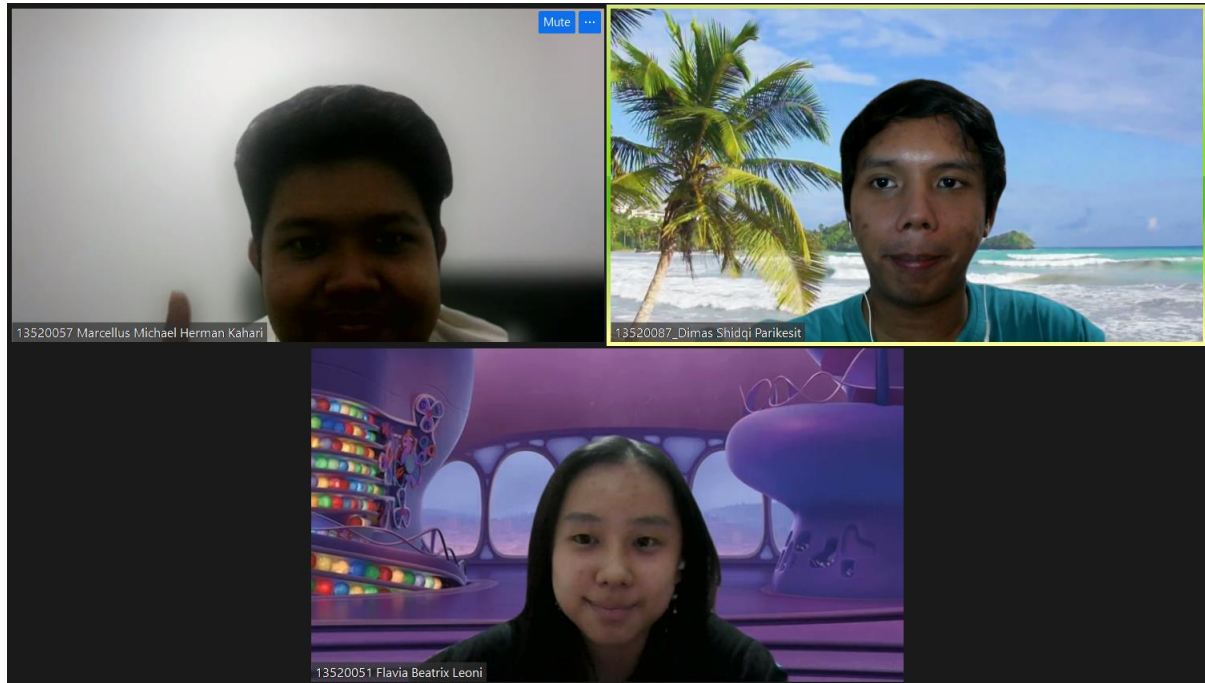 Mute ...
13520057 Marcellus Michael Herman Kahari
13520087_Dimas Shidqi Parikesit
13520051 Flavia Beatrix Leoni